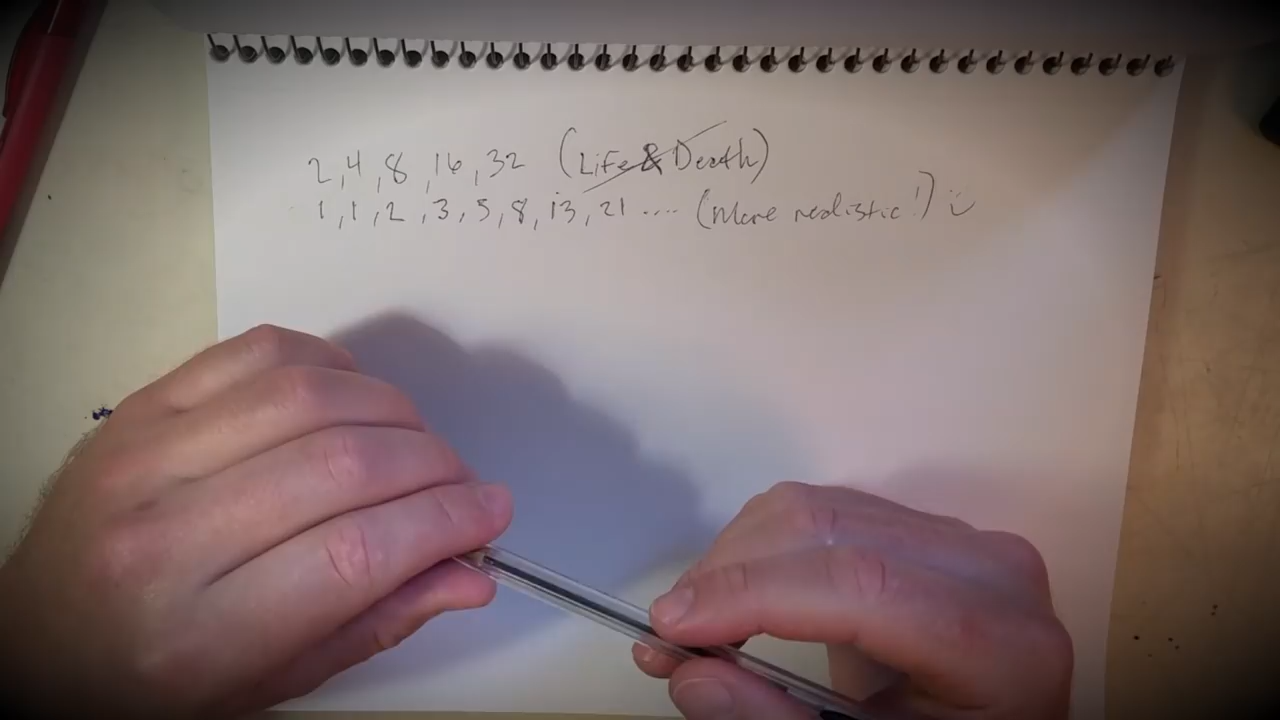 2, 4, 8, 16, 32 (Life & Death)
1, 1, 2, 3, 5, 8, 13, 21 .... (more realistic!) :)